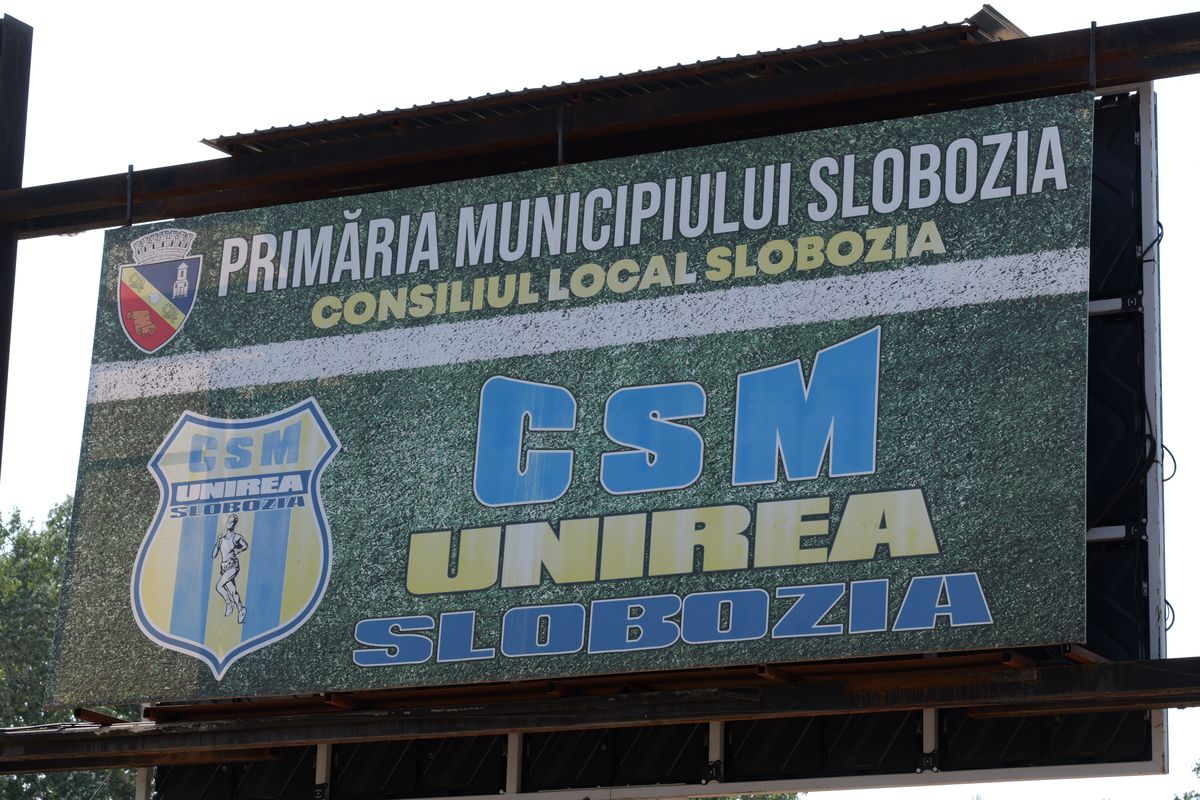 PRIMĂRIA MUNICIPIULUI SLOBOZIA
CONSILIUL LOCAL SLOBOZIA
CSM
UNIREA
SLOBOZIA
CSM
UNIREA
SLOBOZIA